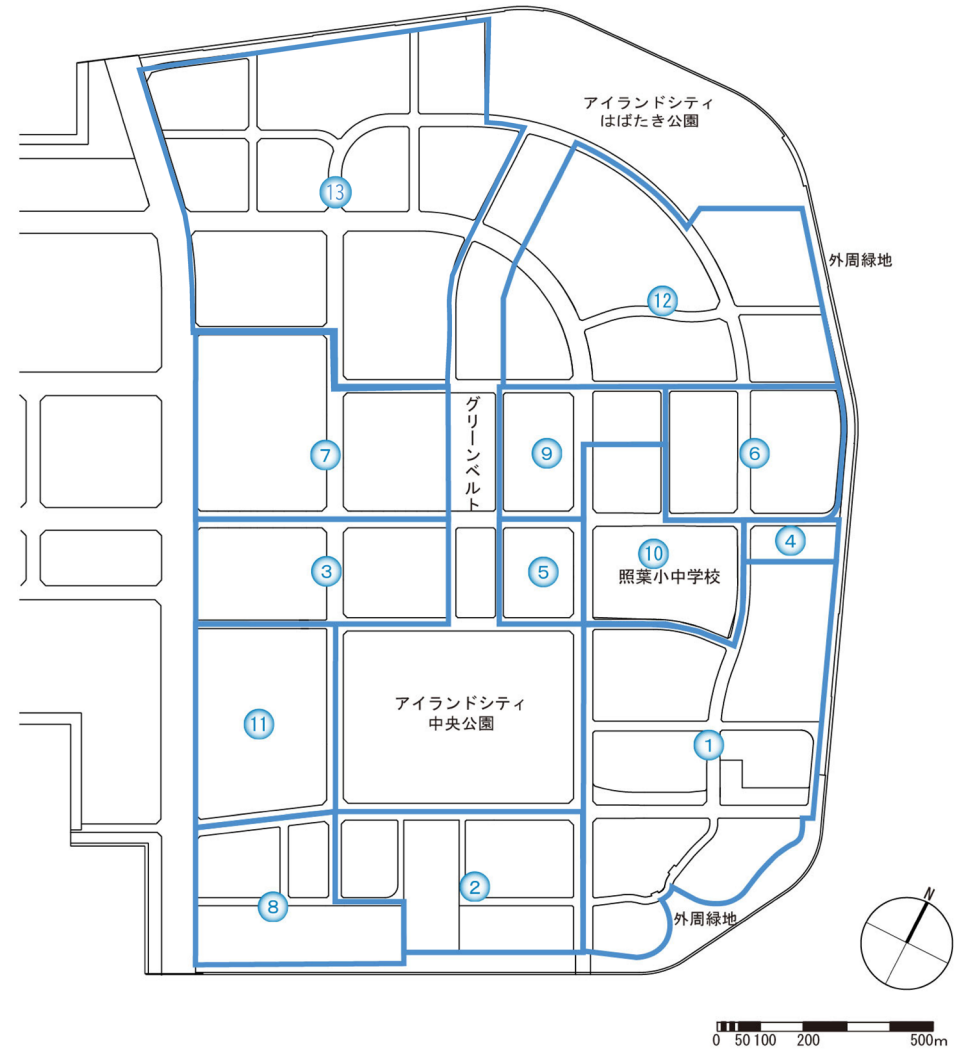 アイランドシティ
はばたき公園
⑬
外周緑地
⑫
グリーンベルト
⑦
⑨
⑥
③
⑤
⑩
照葉小中学校
④
アイランドシティ
中央公園
⑪
①
⑧
②
外周緑地
N
0 50 100 200 500m